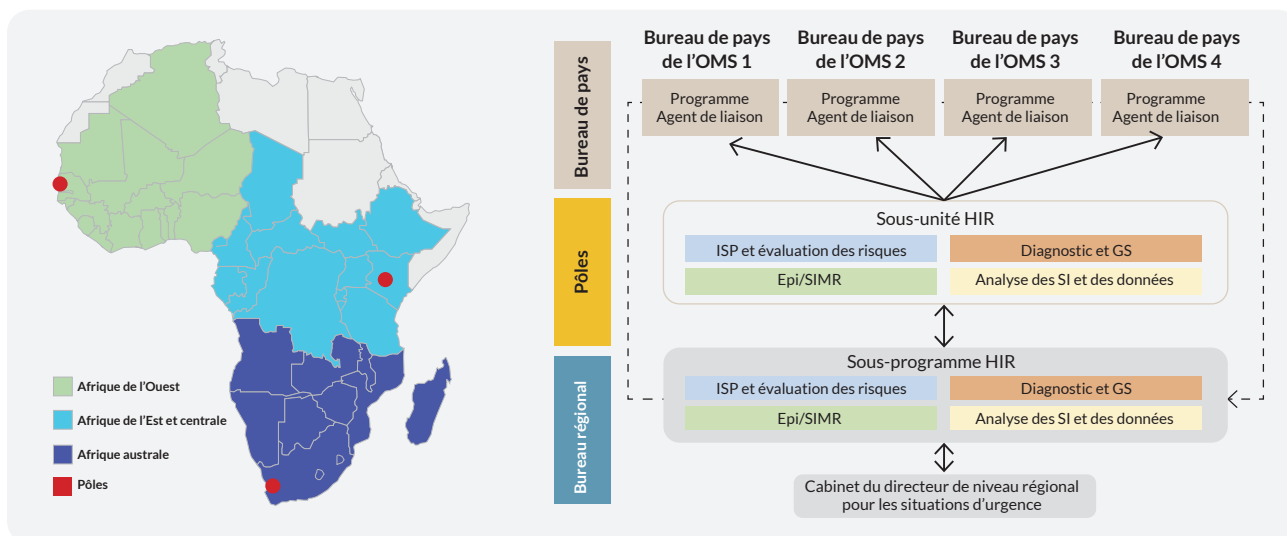 Afrique de l'Ouest
Afrique de l'Est et centrale
Afrique australe
Pôles
Bureau de pays
Pôles
Bureau régional
Bureau de pays
de l'OMS 1
Bureau de pays
de l'OMS 2
Bureau de pays
de l'OMS 3
Bureau de pays
de l'OMS 4
Programme
Agent de liaison
Programme
Agent de liaison
Programme
Agent de liaison
Programme
Agent de liaison
Sous-unité HIR
ISP et évaluation des risques
Diagnostic et GS
Epi/SIMR
Analyse des SI et des données
Sous-programme HIR
ISP et évaluation des risques
Diagnostic et GS
Epi/SIMR
Analyse des SI et des données
Cabinet du directeur de niveau régional
pour les situations d'urgence